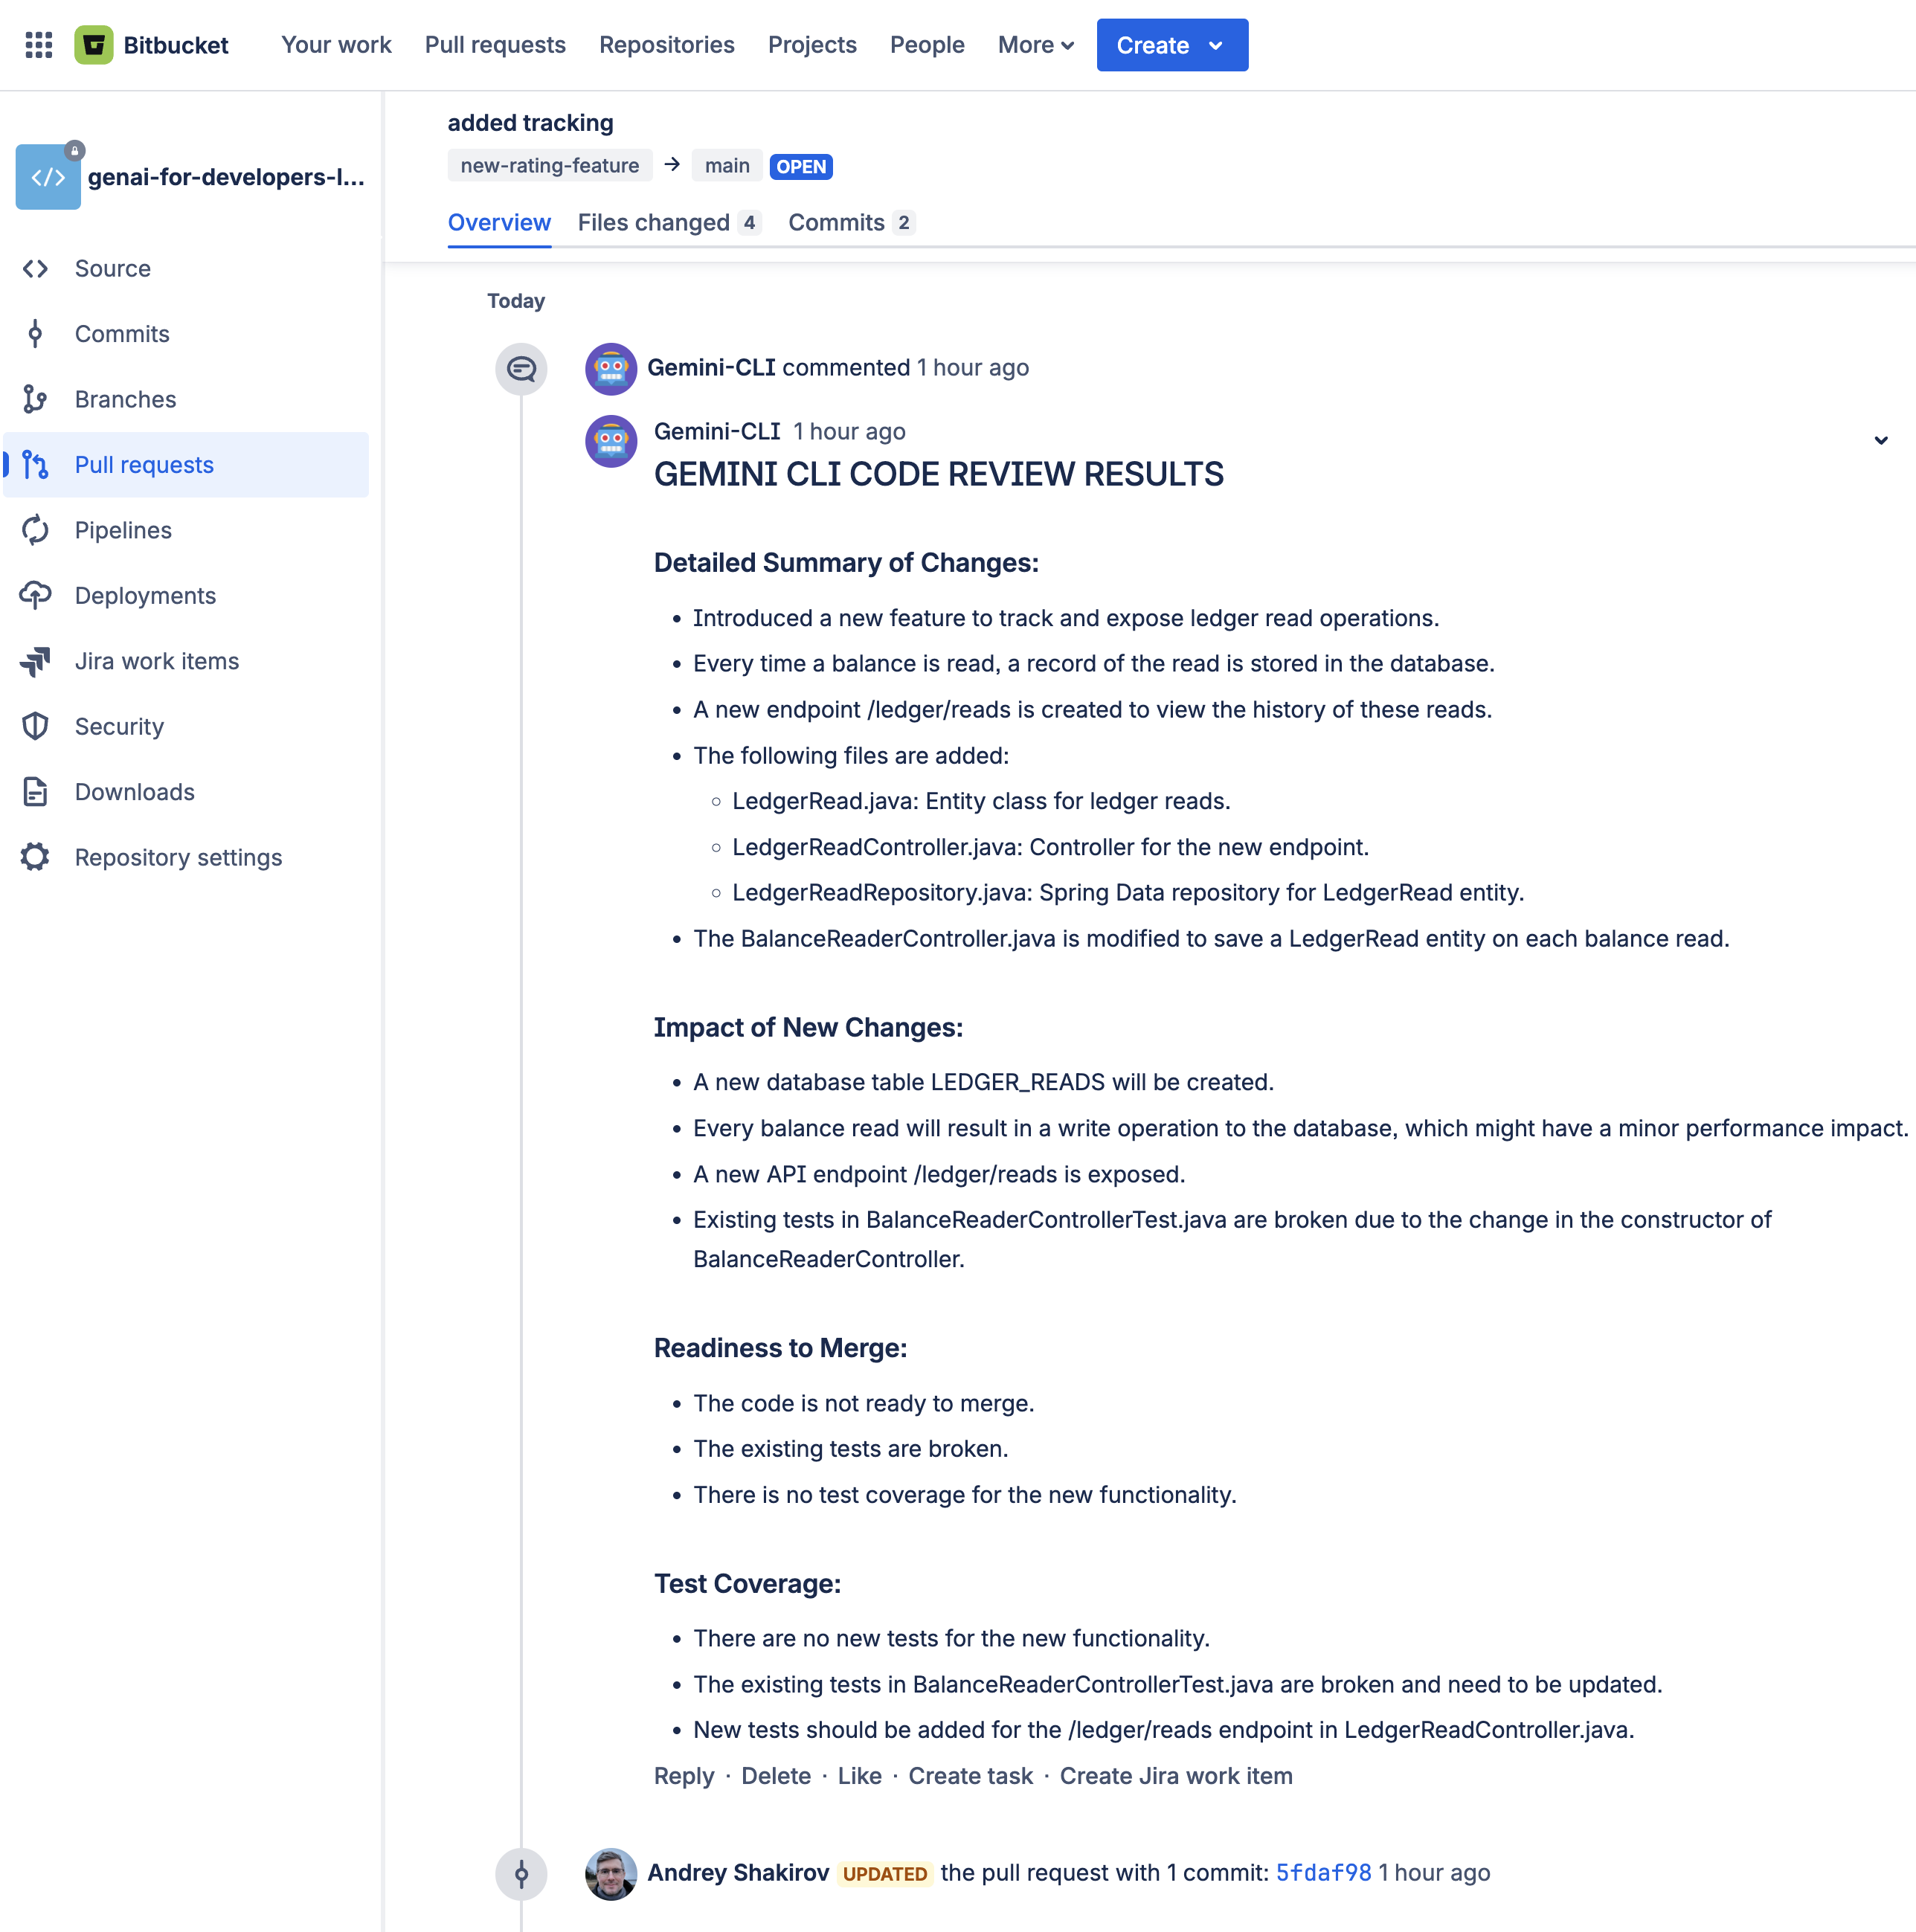 Bitbucket Your work Pull requests Repositories Projects People More Create
genai-for-developers-l...
Source
Commits
Branches
Pull requests
Pipelines
Deployments
Jira work items
Security
Downloads
Repository settings
added tracking
new-rating-feature → main OPEN
Overview Files changed 4 Commits 2
Today
Gemini-CLI commented 1 hour ago
Gemini-CLI 1 hour ago
GEMINI CLI CODE REVIEW RESULTS
Detailed Summary of Changes:
• Introduced a new feature to track and expose ledger read operations.
• Every time a balance is read, a record of the read is stored in the database.
• A new endpoint /ledger/reads is created to view the history of these reads.
• The following files are added:
◦ LedgerRead.java: Entity class for ledger reads.
◦ LedgerReadController.java: Controller for the new endpoint.
◦ LedgerReadRepository.java: Spring Data repository for LedgerRead entity.
• The BalanceReaderController.java is modified to save a LedgerRead entity on each balance read.
Impact of New Changes:
• A new database table LEDGER_READS will be created.
• Every balance read will result in a write operation to the database, which might have a minor performance impact.
• A new API endpoint /ledger/reads is exposed.
• Existing tests in BalanceReaderControllerTest.java are broken due to the change in the constructor of
BalanceReaderController.
Readiness to Merge:
• The code is not ready to merge.
• The existing tests are broken.
• There is no test coverage for the new functionality.
Test Coverage:
• There are no new tests for the new functionality.
• The existing tests in BalanceReaderControllerTest.java are broken and need to be updated.
• New tests should be added for the /ledger/reads endpoint in LedgerReadController.java.
Reply · Delete · Like · Create task · Create Jira work item
Andrey Shakirov UPDATED the pull request with 1 commit: 5fdaf98 1 hour ago